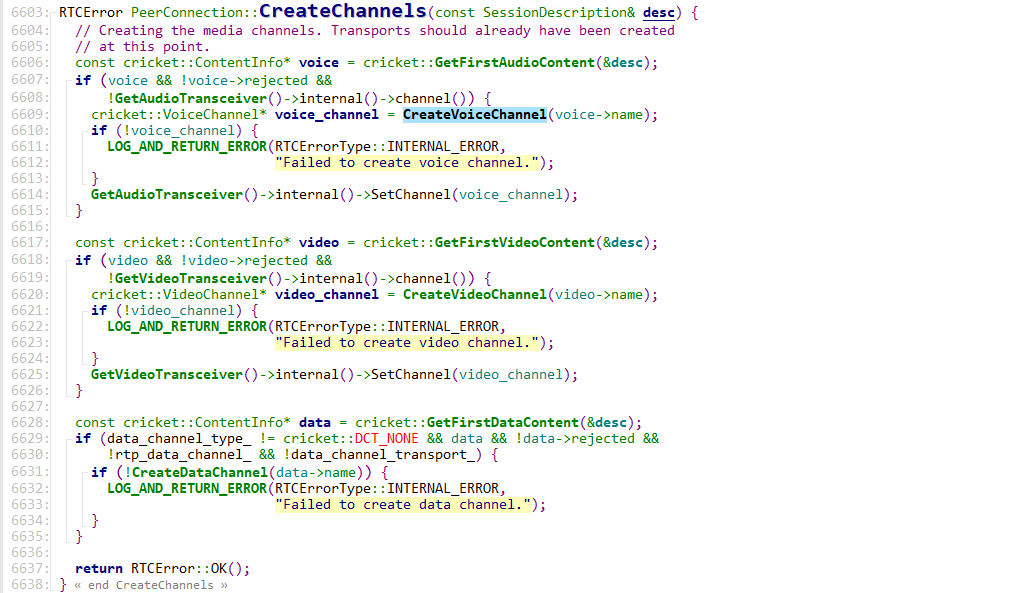 6603: RTCError PeerConnection::CreateChannels(const SessionDescription& desc) {
6604:   // Creating the media channels. Transports should already have been created
6605:   // at this point.
6606:   const cricket::ContentInfo* voice = cricket::GetFirstAudioContent(&desc);
6607:   if (voice && !voice->rejected &&
6608:       !GetAudioTransceiver()->internal()->channel()) {
6609:     cricket::VoiceChannel* voice_channel = CreateVoiceChannel(voice->name);
6610:     if (!voice_channel) {
6611:       LOG_AND_RETURN_ERROR(RTCErrorType::INTERNAL_ERROR,
6612:                            "Failed to create voice channel.");
6613:     }
6614:     GetAudioTransceiver()->internal()->SetChannel(voice_channel);
6615:   }
6616:
6617:   const cricket::ContentInfo* video = cricket::GetFirstVideoContent(&desc);
6618:   if (video && !video->rejected &&
6619:       !GetVideoTransceiver()->internal()->channel()) {
6620:     cricket::VideoChannel* video_channel = CreateVideoChannel(video->name);
6621:     if (!video_channel) {
6622:       LOG_AND_RETURN_ERROR(RTCErrorType::INTERNAL_ERROR,
6623:                            "Failed to create video channel.");
6624:     }
6625:     GetVideoTransceiver()->internal()->SetChannel(video_channel);
6626:   }
6627:
6628:   const cricket::ContentInfo* data = cricket::GetFirstDataContent(&desc);
6629:   if (data_channel_type_ != cricket::DCT_NONE && data && !data->rejected &&
6630:       !rtp_data_channel_ && !data_channel_transport_) {
6631:     if (!CreateDataChannel(data->name)) {
6632:       LOG_AND_RETURN_ERROR(RTCErrorType::INTERNAL_ERROR,
6633:                            "Failed to create data channel.");
6634:     }
6635:   }
6636:
6637:   return RTCError::OK();
6638: } « end CreateChannels »